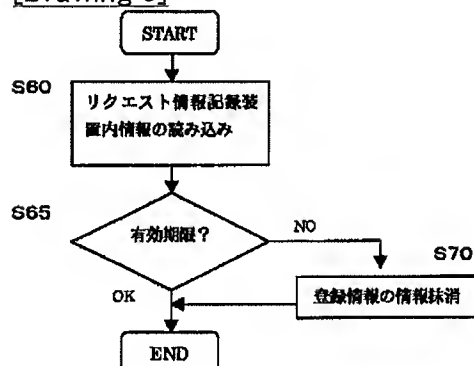 START
S60
リクエスト情報記録装
置内情報の読み込み
S65
有効期限？
NO
S70
OK
登録情報の情報抹消
END